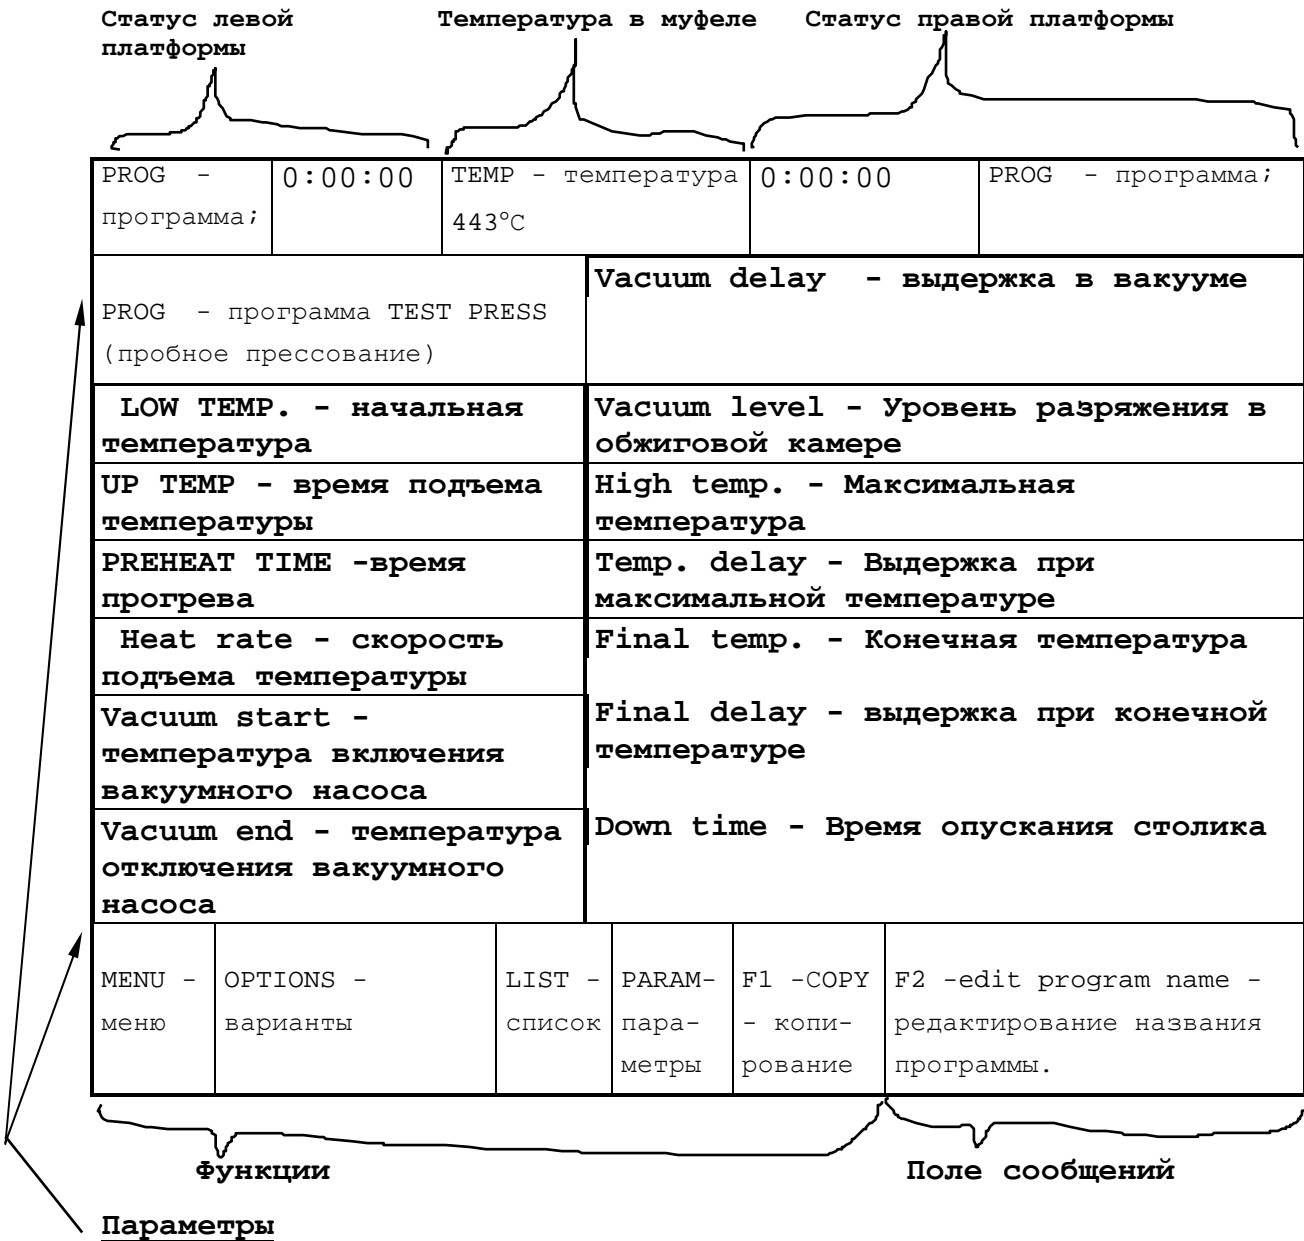 Статус левой платформы
Температура в муфеле
Статус правой платформы
PROG -
программа;
0:00:00
TEMP - температура
443°C
0:00:00
PROG - программа;
PROG - программа TEST PRESS
(пробное прессование)
Vacuum delay - выдержка в вакууме
LOW TEMP. - начальная
температура
Vacuum level - Уровень разряжения в
обжиговой камере
UP TEMP - время подъема
температуры
High temp. - Максимальная
температура
PREHEAT TIME -время
прогрева
Temp. delay - Выдержка при
максимальной температуре
Heat rate - скорость
подъема температуры
Final temp. - Конечная температура
Vacuum start -
температура включения
вакуумного насоса
Final delay - выдержка при конечной
температуре
Vacuum end - температура
отключения вакуумного
насоса
Down time - Время опускания столика
MENU -
меню
OPTIONS -
варианты
LIST -
список
PARAM-
пара-
метры
F1 -COPY
- копи-
рование
F2 -edit program name -
редактирование названия
программы.
Функции
Поле сообщений
Параметры